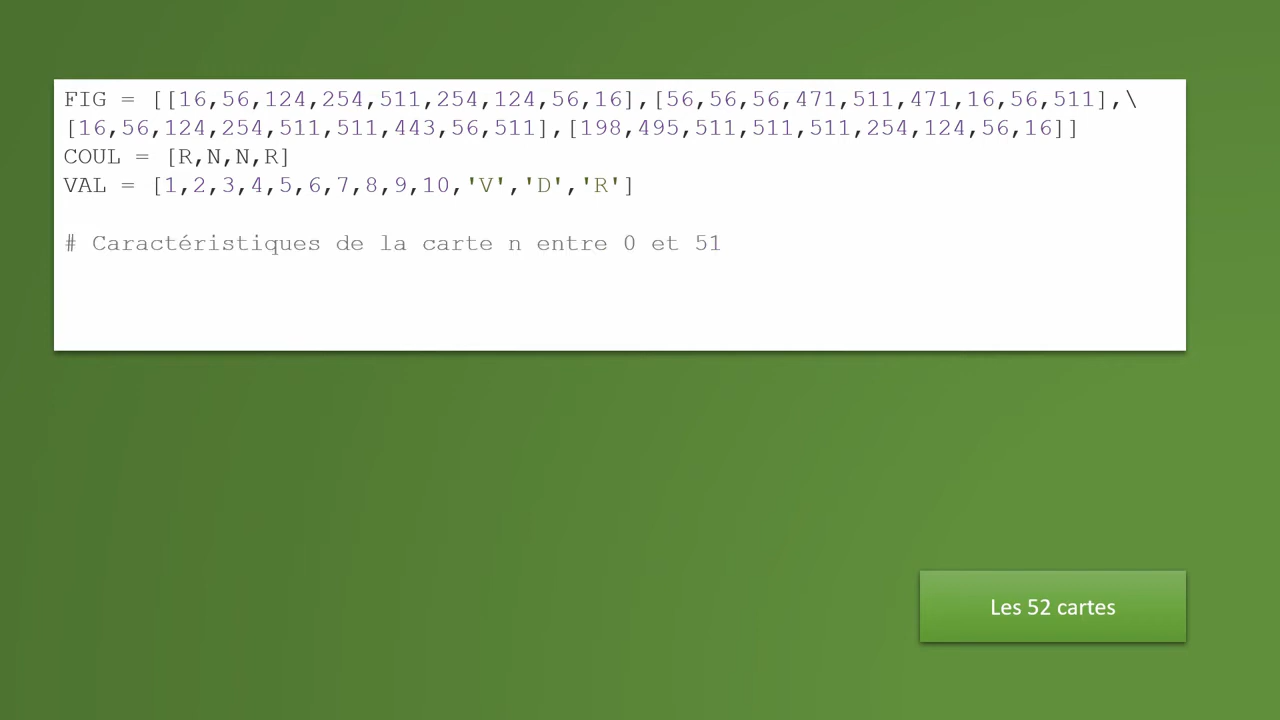 FIG = [[16,56,124,254,511,254,124,56,16],[56,56,56,471,511,471,16,56,511],\
[16,56,124,254,511,511,443,56,511],[198,495,511,511,511,254,124,56,16]]
COUL = [R,N,N,R]
VAL = [1,2,3,4,5,6,7,8,9,10,'V','D','R']
# Caractéristiques de la carte n entre 0 et 51
Les 52 cartes